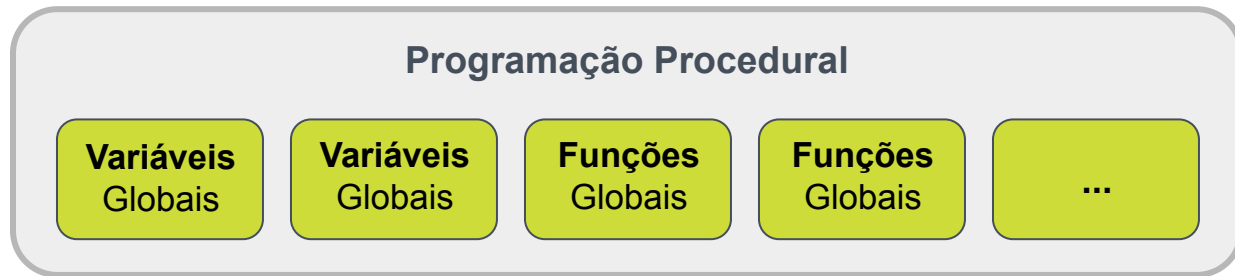 Programação Procedural
Variáveis
Globais
Variáveis
Globais
Funções
Globais
Funções
Globais
...